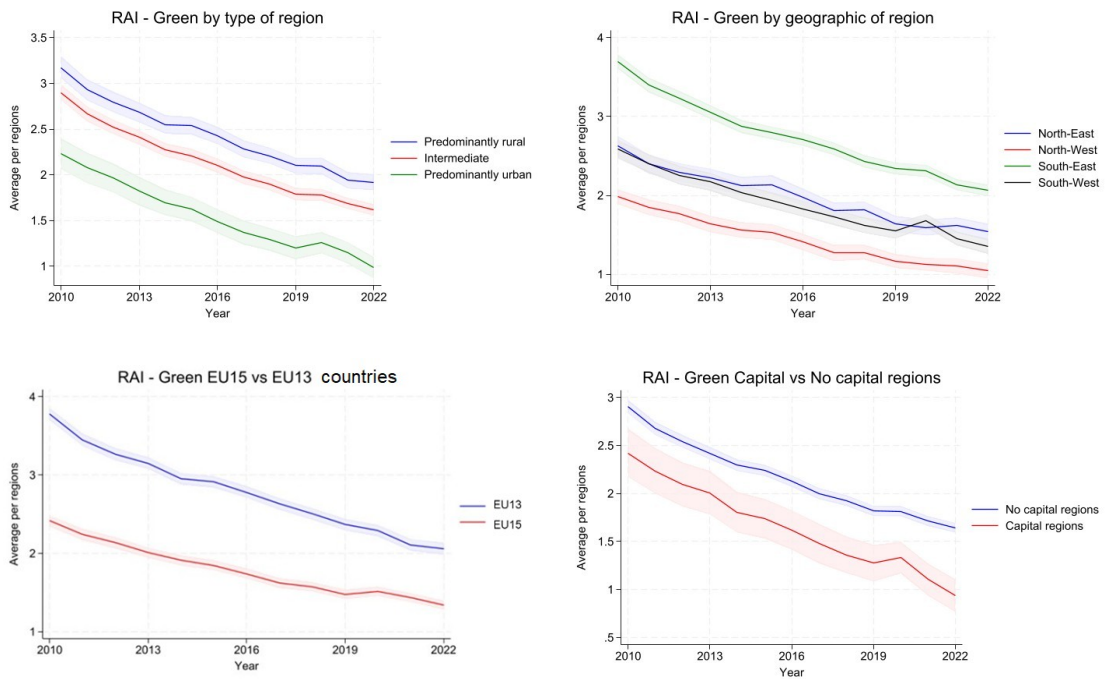 RAI - Green by type of region
3.5
3
2.5
2
1.5
1
Average per regions
2010 2013 2016 2019 2022
Year
Predominantly rural
Intermediate
Predominantly urban
RAI - Green by geographic of region
4
3
2
1
Average per regions
2010 2013 2016 2019 2022
Year
North-East
North-West
South-East
South-West
RAI - Green EU15 vs EU13 countries
4
3
2
1
Average per regions
2010 2013 2016 2019 2022
Year
EU13
EU15
RAI - Green Capital vs No capital regions
3
2.5
2
1.5
1
.5
Average per regions
2010 2013 2016 2019 2022
Year
No capital regions
Capital regions